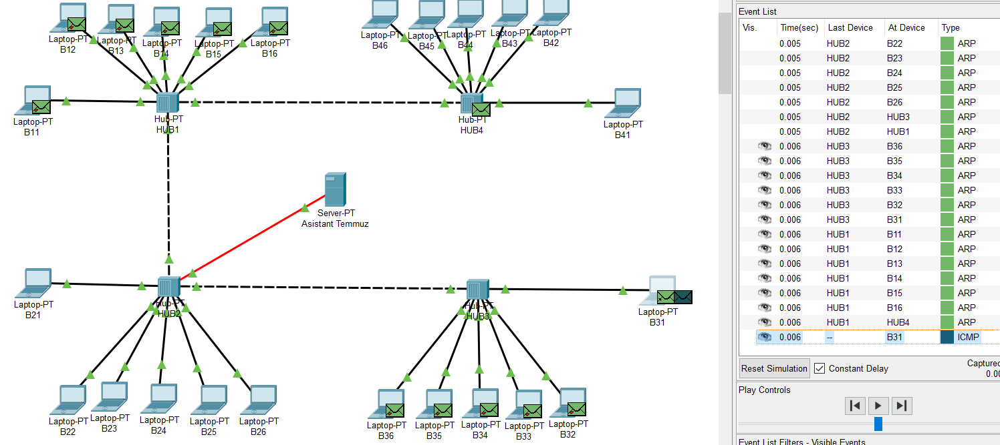 Laptop-PT
B12
Laptop-PT
B13
Laptop-PT
B14
Laptop-PT
B15
Laptop-PT
B16
Laptop-PT
B46
Laptop-PT
B45
Laptop-PT
B44
Laptop-PT
B43
Laptop-PT
B42
Laptop-PT
B11
Hub-PT
HUB1
Hub-PT
HUB4
Laptop-PT
B41
Server-PT
Asistant Temmuz
Laptop-PT
B21
Hub-PT
HUB2
Hub-PT
HUB3
Laptop-PT
B31
Laptop-PT
B22
Laptop-PT
B23
Laptop-PT
B24
Laptop-PT
B25
Laptop-PT
B26
Laptop-PT
B36
Laptop-PT
B35
Laptop-PT
B34
Laptop-PT
B33
Laptop-PT
B32
Event List
Vis. Time(sec) Last Device At Device Type
0.005 HUB2 B22 ARP
0.005 HUB2 B23 ARP
0.005 HUB2 B24 ARP
0.005 HUB2 B25 ARP
0.005 HUB2 B26 ARP
0.005 HUB2 HUB3 ARP
0.005 HUB2 HUB1 ARP
0.006 HUB3 B36 ARP
0.006 HUB3 B35 ARP
0.006 HUB3 B34 ARP
0.006 HUB3 B33 ARP
0.006 HUB3 B32 ARP
0.006 HUB3 B31 ARP
0.006 HUB1 B11 ARP
0.006 HUB1 B12 ARP
0.006 HUB1 B13 ARP
0.006 HUB1 B14 ARP
0.006 HUB1 B15 ARP
0.006 HUB1 B16 ARP
0.006 HUB1 HUB4 ARP
0.006 -- B31 ICMP
Reset Simulation Constant Delay Captured
0.00
Play Controls
Event List Filters - Visible Events